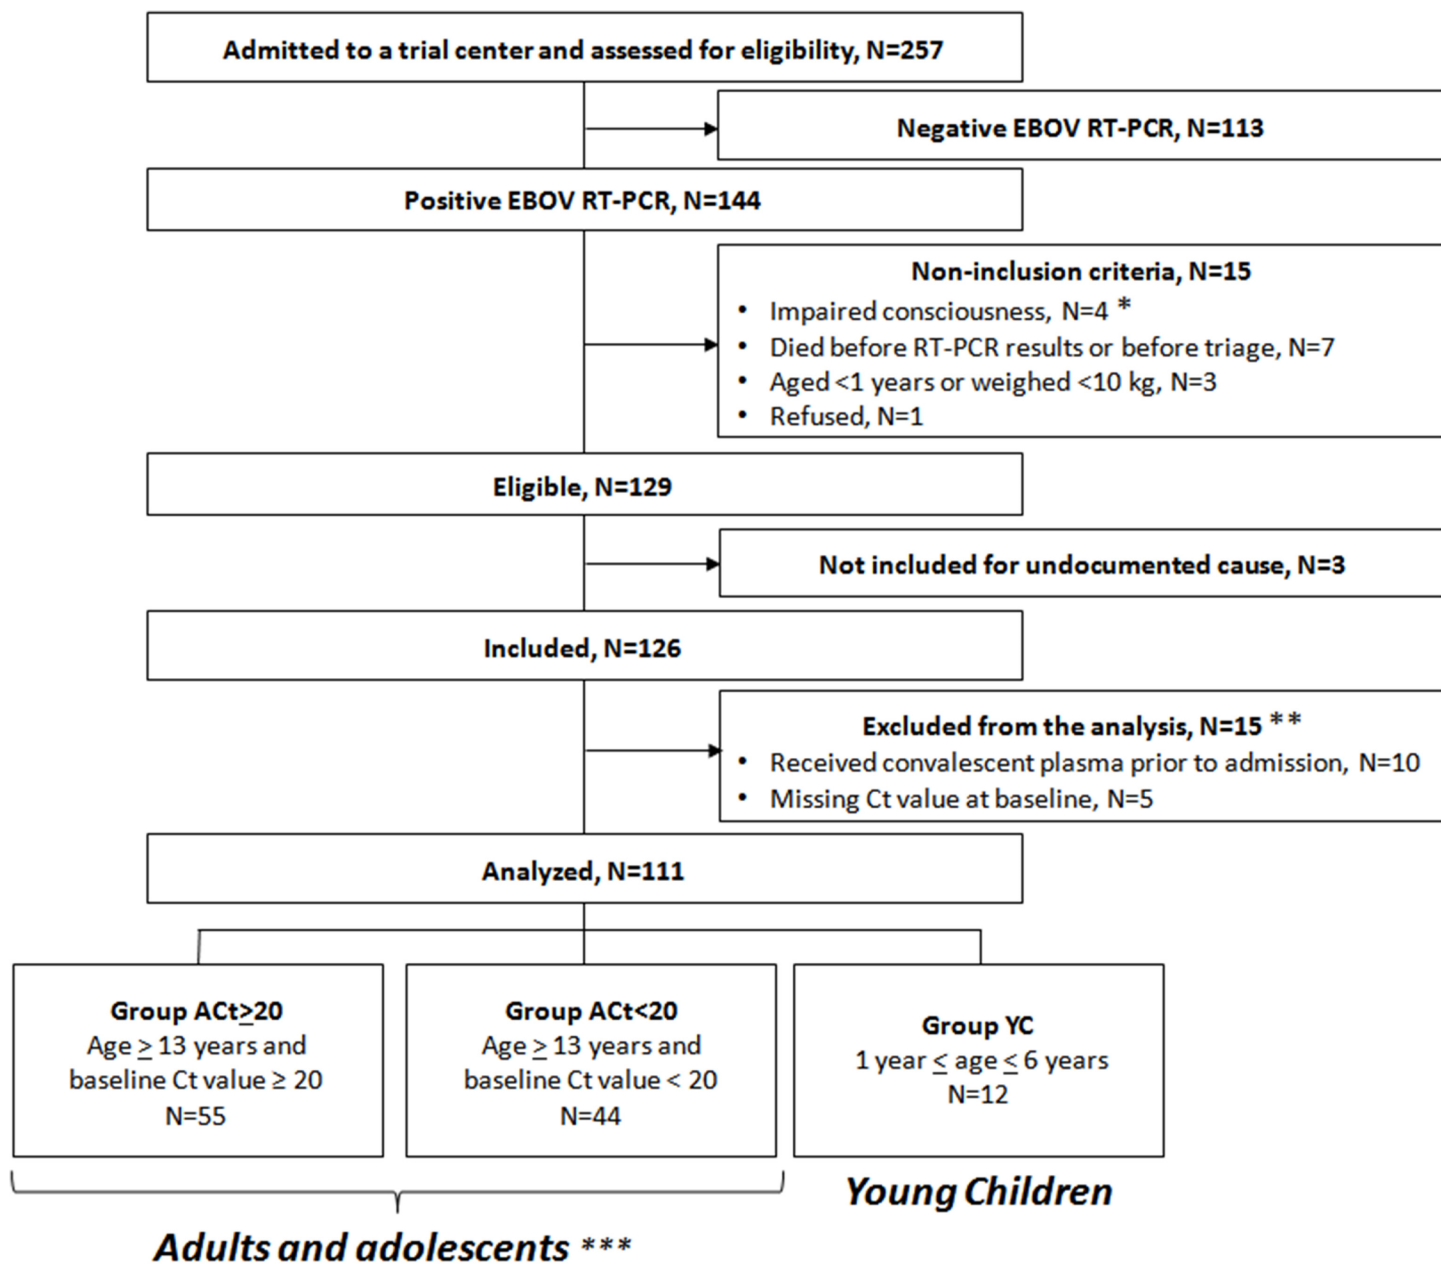 Admitted to a trial center and assessed for eligibility, N=257
Negative EBOV RT-PCR, N=113
Positive EBOV RT-PCR, N=144
Non-inclusion criteria, N=15
• Impaired consciousness, N=4 *
• Died before RT-PCR results or before triage, N=7
• Aged <1 years or weighed <10 kg, N=3
• Refused, N=1
Eligible, N=129
Not included for undocumented cause, N=3
Included, N=126
Excluded from the analysis, N=15 **
• Received convalescent plasma prior to admission, N=10
• Missing Ct value at baseline, N=5
Analyzed, N=111
Group ACt≥20
Age ≥ 13 years and
baseline Ct value ≥ 20
N=55
Group ACt<20
Age ≥ 13 years and
baseline Ct value < 20
N=44
Group YC
1 year ≤ age ≤ 6 years
N=12
Young Children
Adults and adolescents ***